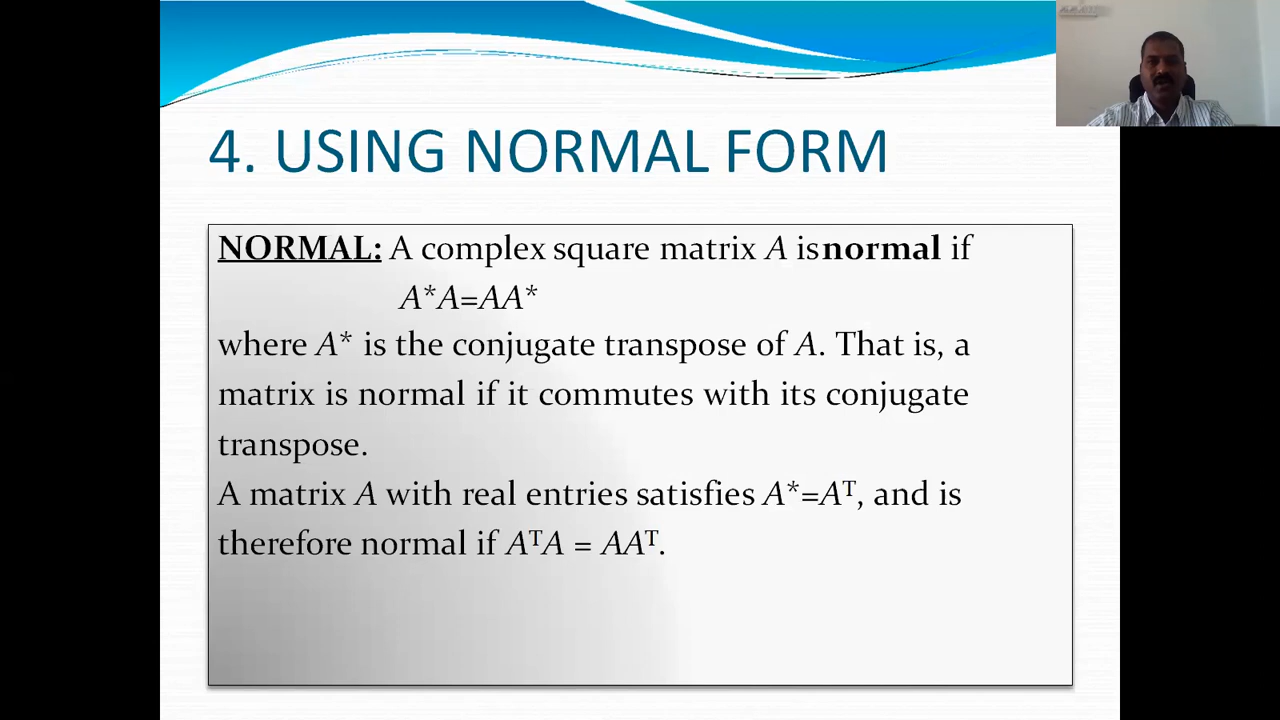 4. USING NORMAL FORM
NORMAL: A complex square matrix A isnormal if
A*A=AA*
where A* is the conjugate transpose of A. That is, a
matrix is normal if it commutes with its conjugate
transpose.
A matrix A with real entries satisfies A*=Aᵀ, and is
therefore normal if AᵀA = AAᵀ.